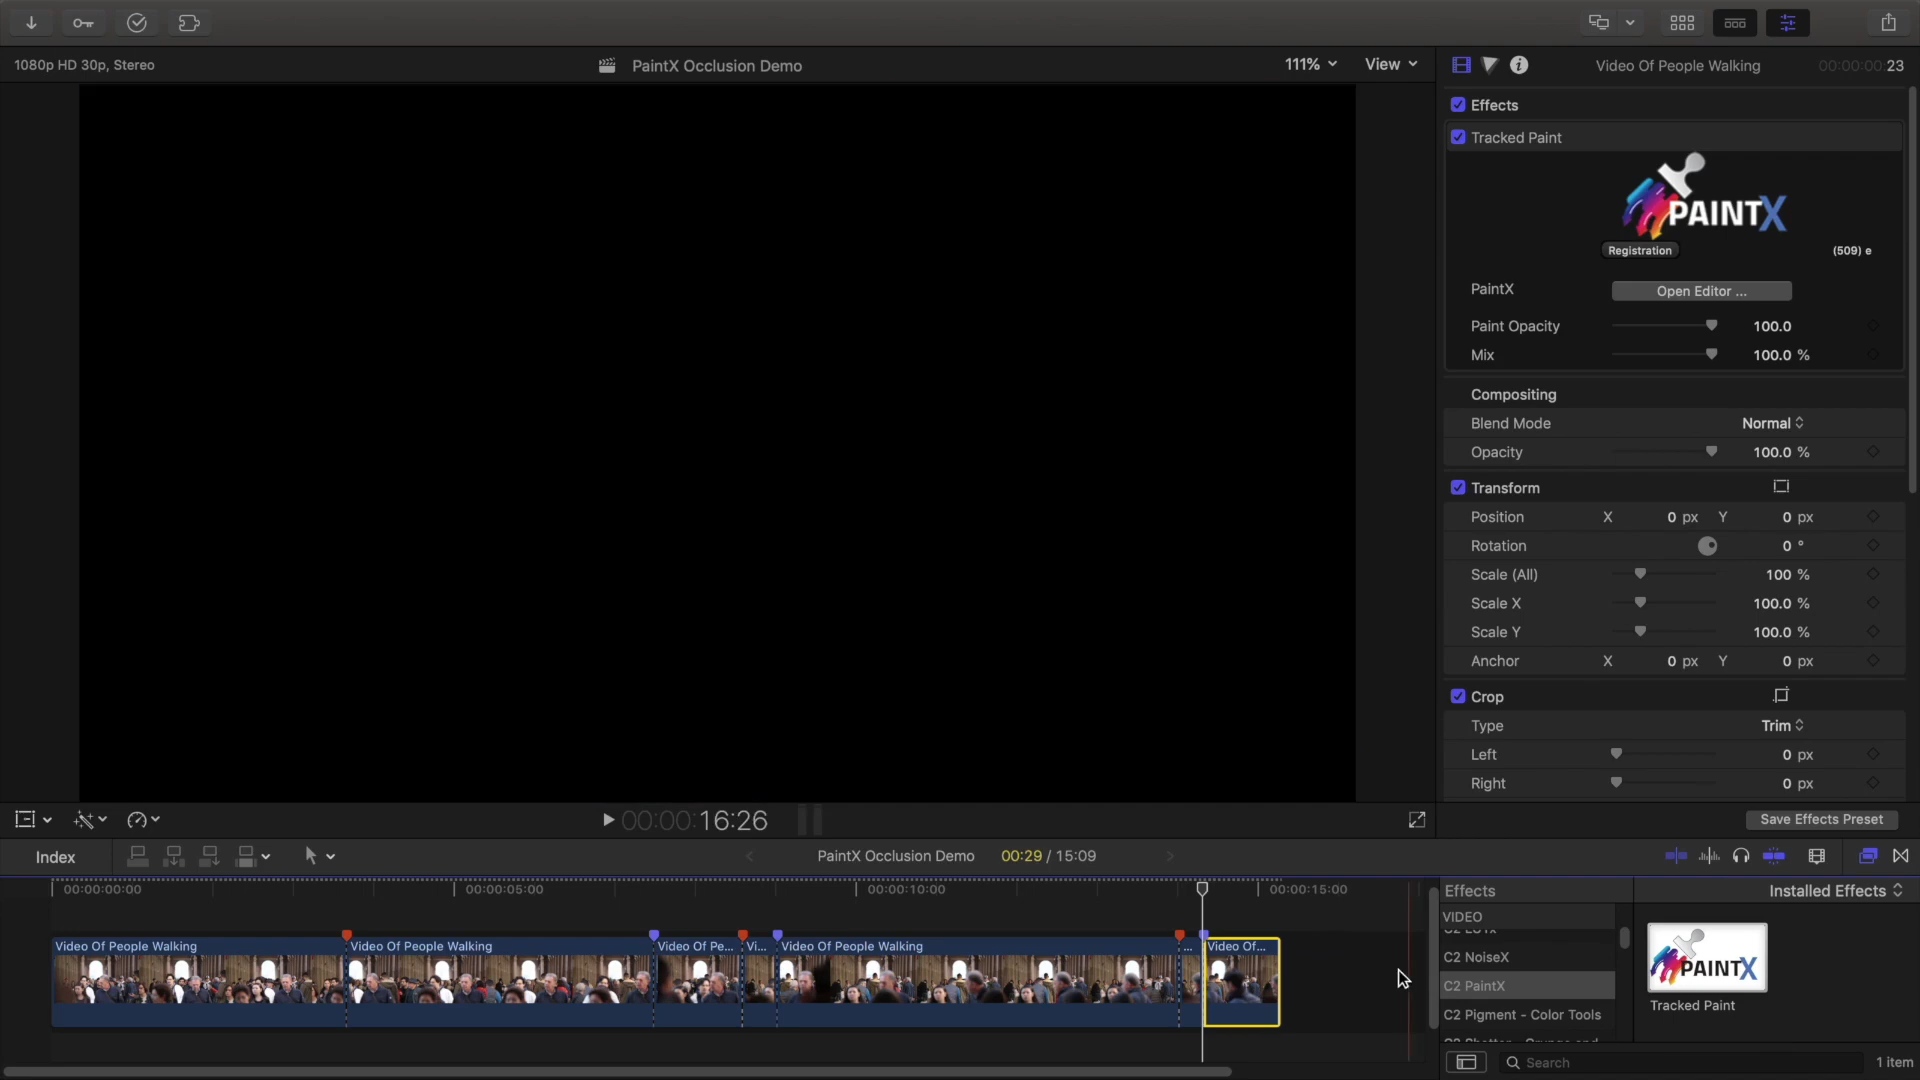 1080p HD 30p, Stereo
PaintX Occlusion Demo
111%
View
Video Of People Walking
00:00:00:23
Effects
Tracked Paint
PAINTX
Registration
(509) e
PaintX
Open Editor ...
Paint Opacity
100.0
Mix
100.0 %
Compositing
Blend Mode
Normal
Opacity
100.0 %
Transform
Position
X 0 px Y 0 px
Rotation
0 °
Scale (All)
100 %
Scale X
100.0 %
Scale Y
100.0 %
Anchor
X 0 px Y 0 px
Crop
Type
Trim
Left
0 px
Right
0 px
00:00:16:26
Save Effects Preset
Index
PaintX Occlusion Demo
00:29 / 15:09
00:00:00:00
00:00:05:00
00:00:10:00
00:00:15:00
Video Of People Walking
Video Of People Walking
Video Of Pe...
Vi...
Video Of People Walking
...
Video Of...
Effects
Installed Effects
VIDEO
C2 NoiseX
C2 PaintX
C2 Pigment - Color Tools
PAINTX
Tracked Paint
Search
1 item